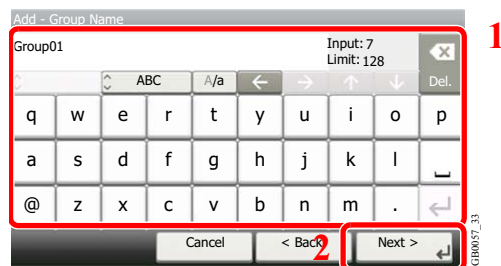 Add - Group Name
1
Group01
Input: 7
Limit: 128
ABC A/a ← → ↑ ↓ Del.
q w e r t y u i o p
a s d f g h j k l
@ z x c v b n m .
Cancel < Back 2 Next >
GB0057_33